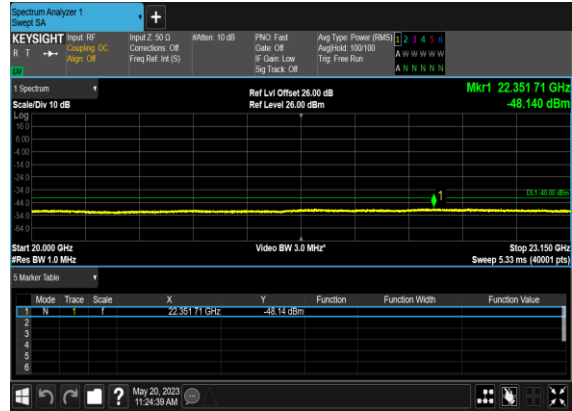 Spectrum Analyzer 1
Swept SA
+
KEYSIGHT Input: RF Input Z: 50 Ω #Atten: 10 dB PNO: Fast Avg Type: Power (RMS) 1 2 3 4 5 6
R T Coupling: DC Corrections: Off Gate: Off Avg|Hold: 100/100 A W W W W W
Align: Off Freq Ref: Int (S) IF Gain: Low Trig: Free Run
Sig Track: Off A N N N N N
1 Spectrum Ref Lvl Offset 26.00 dB Mkr1 22.351 71 GHz
Scale/Div 10 dB Ref Level 26.00 dBm -48.140 dBm
Log
16.0
6.00
-4.00
-14.0
-24.0
-34.0 DL1 -40.00 dBm
-44.0 1
-54.0
-64.0
Start 20.000 GHz Video BW 3.0 MHz* Stop 23.150 GHz
#Res BW 1.0 MHz Sweep 5.33 ms (40001 pts)
5 Marker Table
Mode Trace Scale X Y Function Function Width Function Value
1 N 1 f 22.351 71 GHz -48.14 dBm
2
3
4
5
6
? May 20, 2023
11:24:39 AM